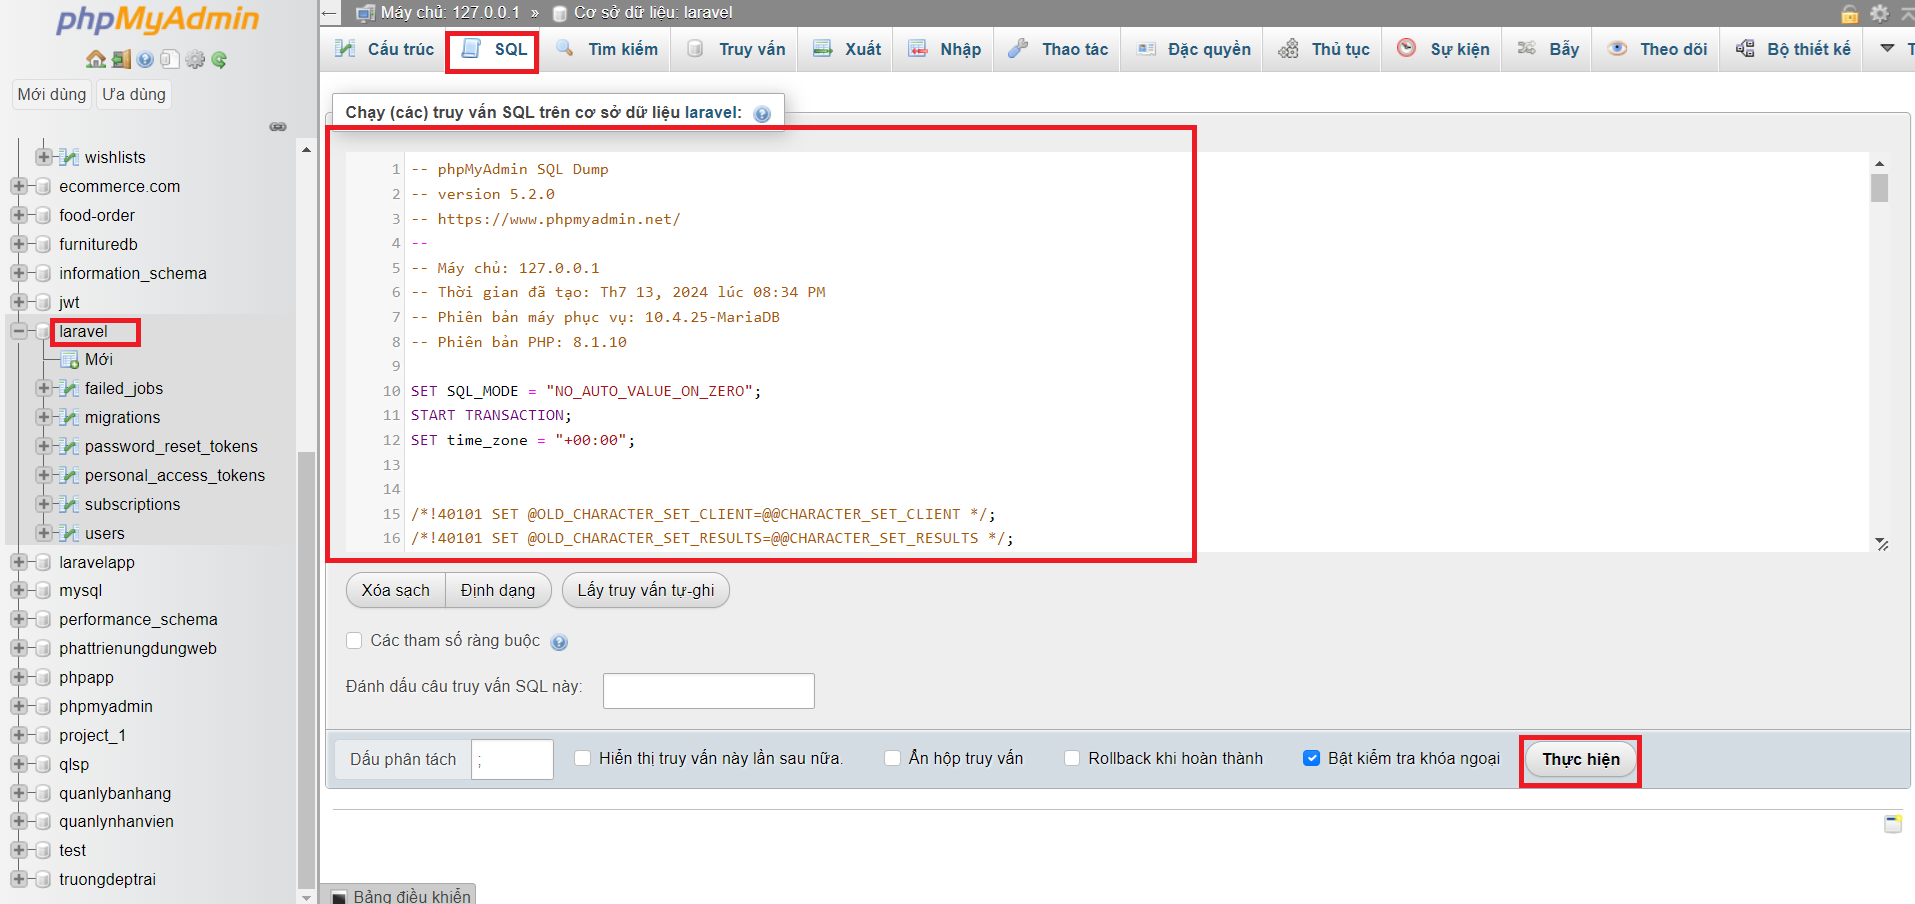 phpMyAdmin
Mới dùng
Ưa dùng
wishlists
ecommerce.com
food-order
furnituredb
information_schema
jwt
laravel
Mới
failed_jobs
migrations
password_reset_tokens
personal_access_tokens
subscriptions
users
laravelapp
mysql
performance_schema
phattrienungdungweb
phpapp
phpmyadmin
project_1
qlsp
quanlybanhang
quanlynhanvien
test
truongdeptrai
Máy chủ: 127.0.0.1 » Cơ sở dữ liệu: laravel
Cấu trúc SQL Tìm kiếm Truy vấn Xuất Nhập Thao tác Đặc quyền Thủ tục Sự kiện Bẫy Theo dõi Bộ thiết kế
Chạy (các) truy vấn SQL trên cơ sở dữ liệu laravel:
1 -- phpMyAdmin SQL Dump
2 -- version 5.2.0
3 -- https://www.phpmyadmin.net/
4 --
5 -- Máy chủ: 127.0.0.1
6 -- Thời gian đã tạo: Th7 13, 2024 lúc 08:34 PM
7 -- Phiên bản máy phục vụ: 10.4.25-MariaDB
8 -- Phiên bản PHP: 8.1.10
9
10 SET SQL_MODE = "NO_AUTO_VALUE_ON_ZERO";
11 START TRANSACTION;
12 SET time_zone = "+00:00";
13
14
15 /*!40101 SET @OLD_CHARACTER_SET_CLIENT=@@CHARACTER_SET_CLIENT */;
16 /*!40101 SET @OLD_CHARACTER_SET_RESULTS=@@CHARACTER_SET_RESULTS */;
Xóa sạch Định dạng Lấy truy vấn tự-ghi
Các tham số ràng buộc
Đánh dấu câu truy vấn SQL này:
Dấu phân tách ; Hiển thị truy vấn này lần sau nữa. Ẩn hộp truy vấn Rollback khi hoàn thành Bật kiểm tra khóa ngoại Thực hiện
Bảng điều khiển